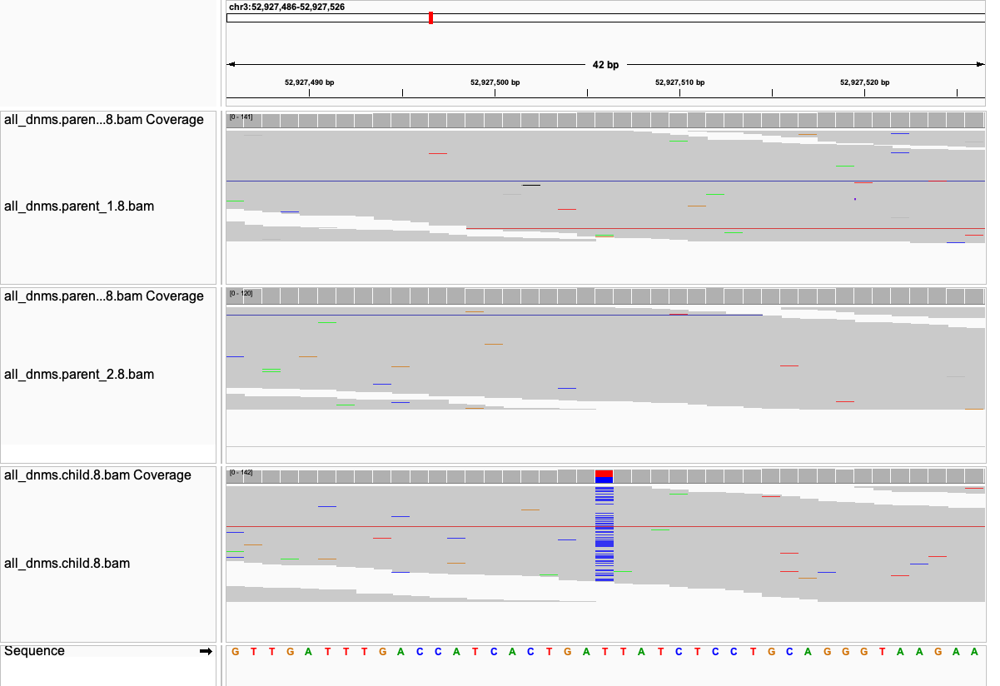 chr3:52,927,486-52,927,526
42 bp
52,927,490 bp 52,927,500 bp 52,927,510 bp 52,927,520 bp
all_dnms.paren...8.bam Coverage
[0 - 141]
all_dnms.parent_1.8.bam
all_dnms.paren...8.bam Coverage
[0 - 120]
all_dnms.parent_2.8.bam
all_dnms.child.8.bam Coverage
[0 - 142]
all_dnms.child.8.bam
Sequence
G T T G A T T T G A C C A T C A C T G A T T A T C T C C T G C A G G G T A A G A A